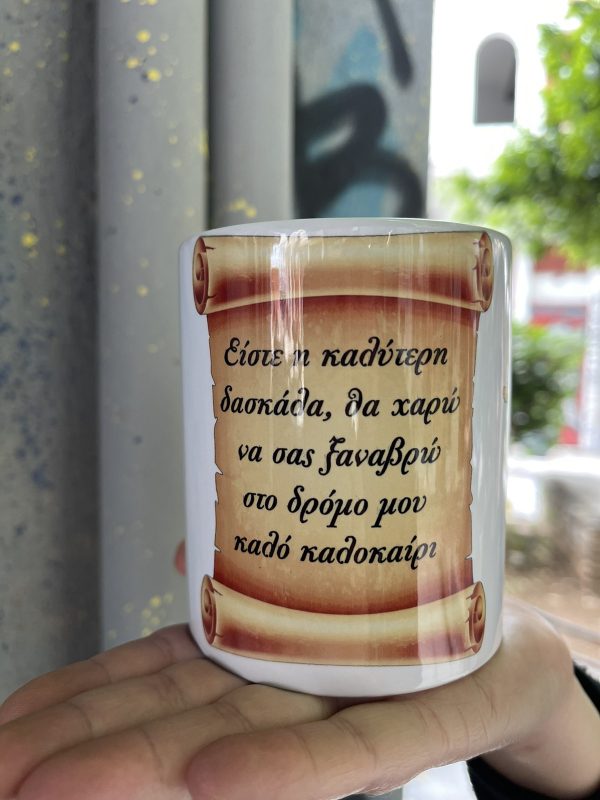 Είστε η καλύτερη
δασκάλα, θα χαρώ
να σας ξαναβρώ
στο δρόμο μου
καλό καλοκαίρι